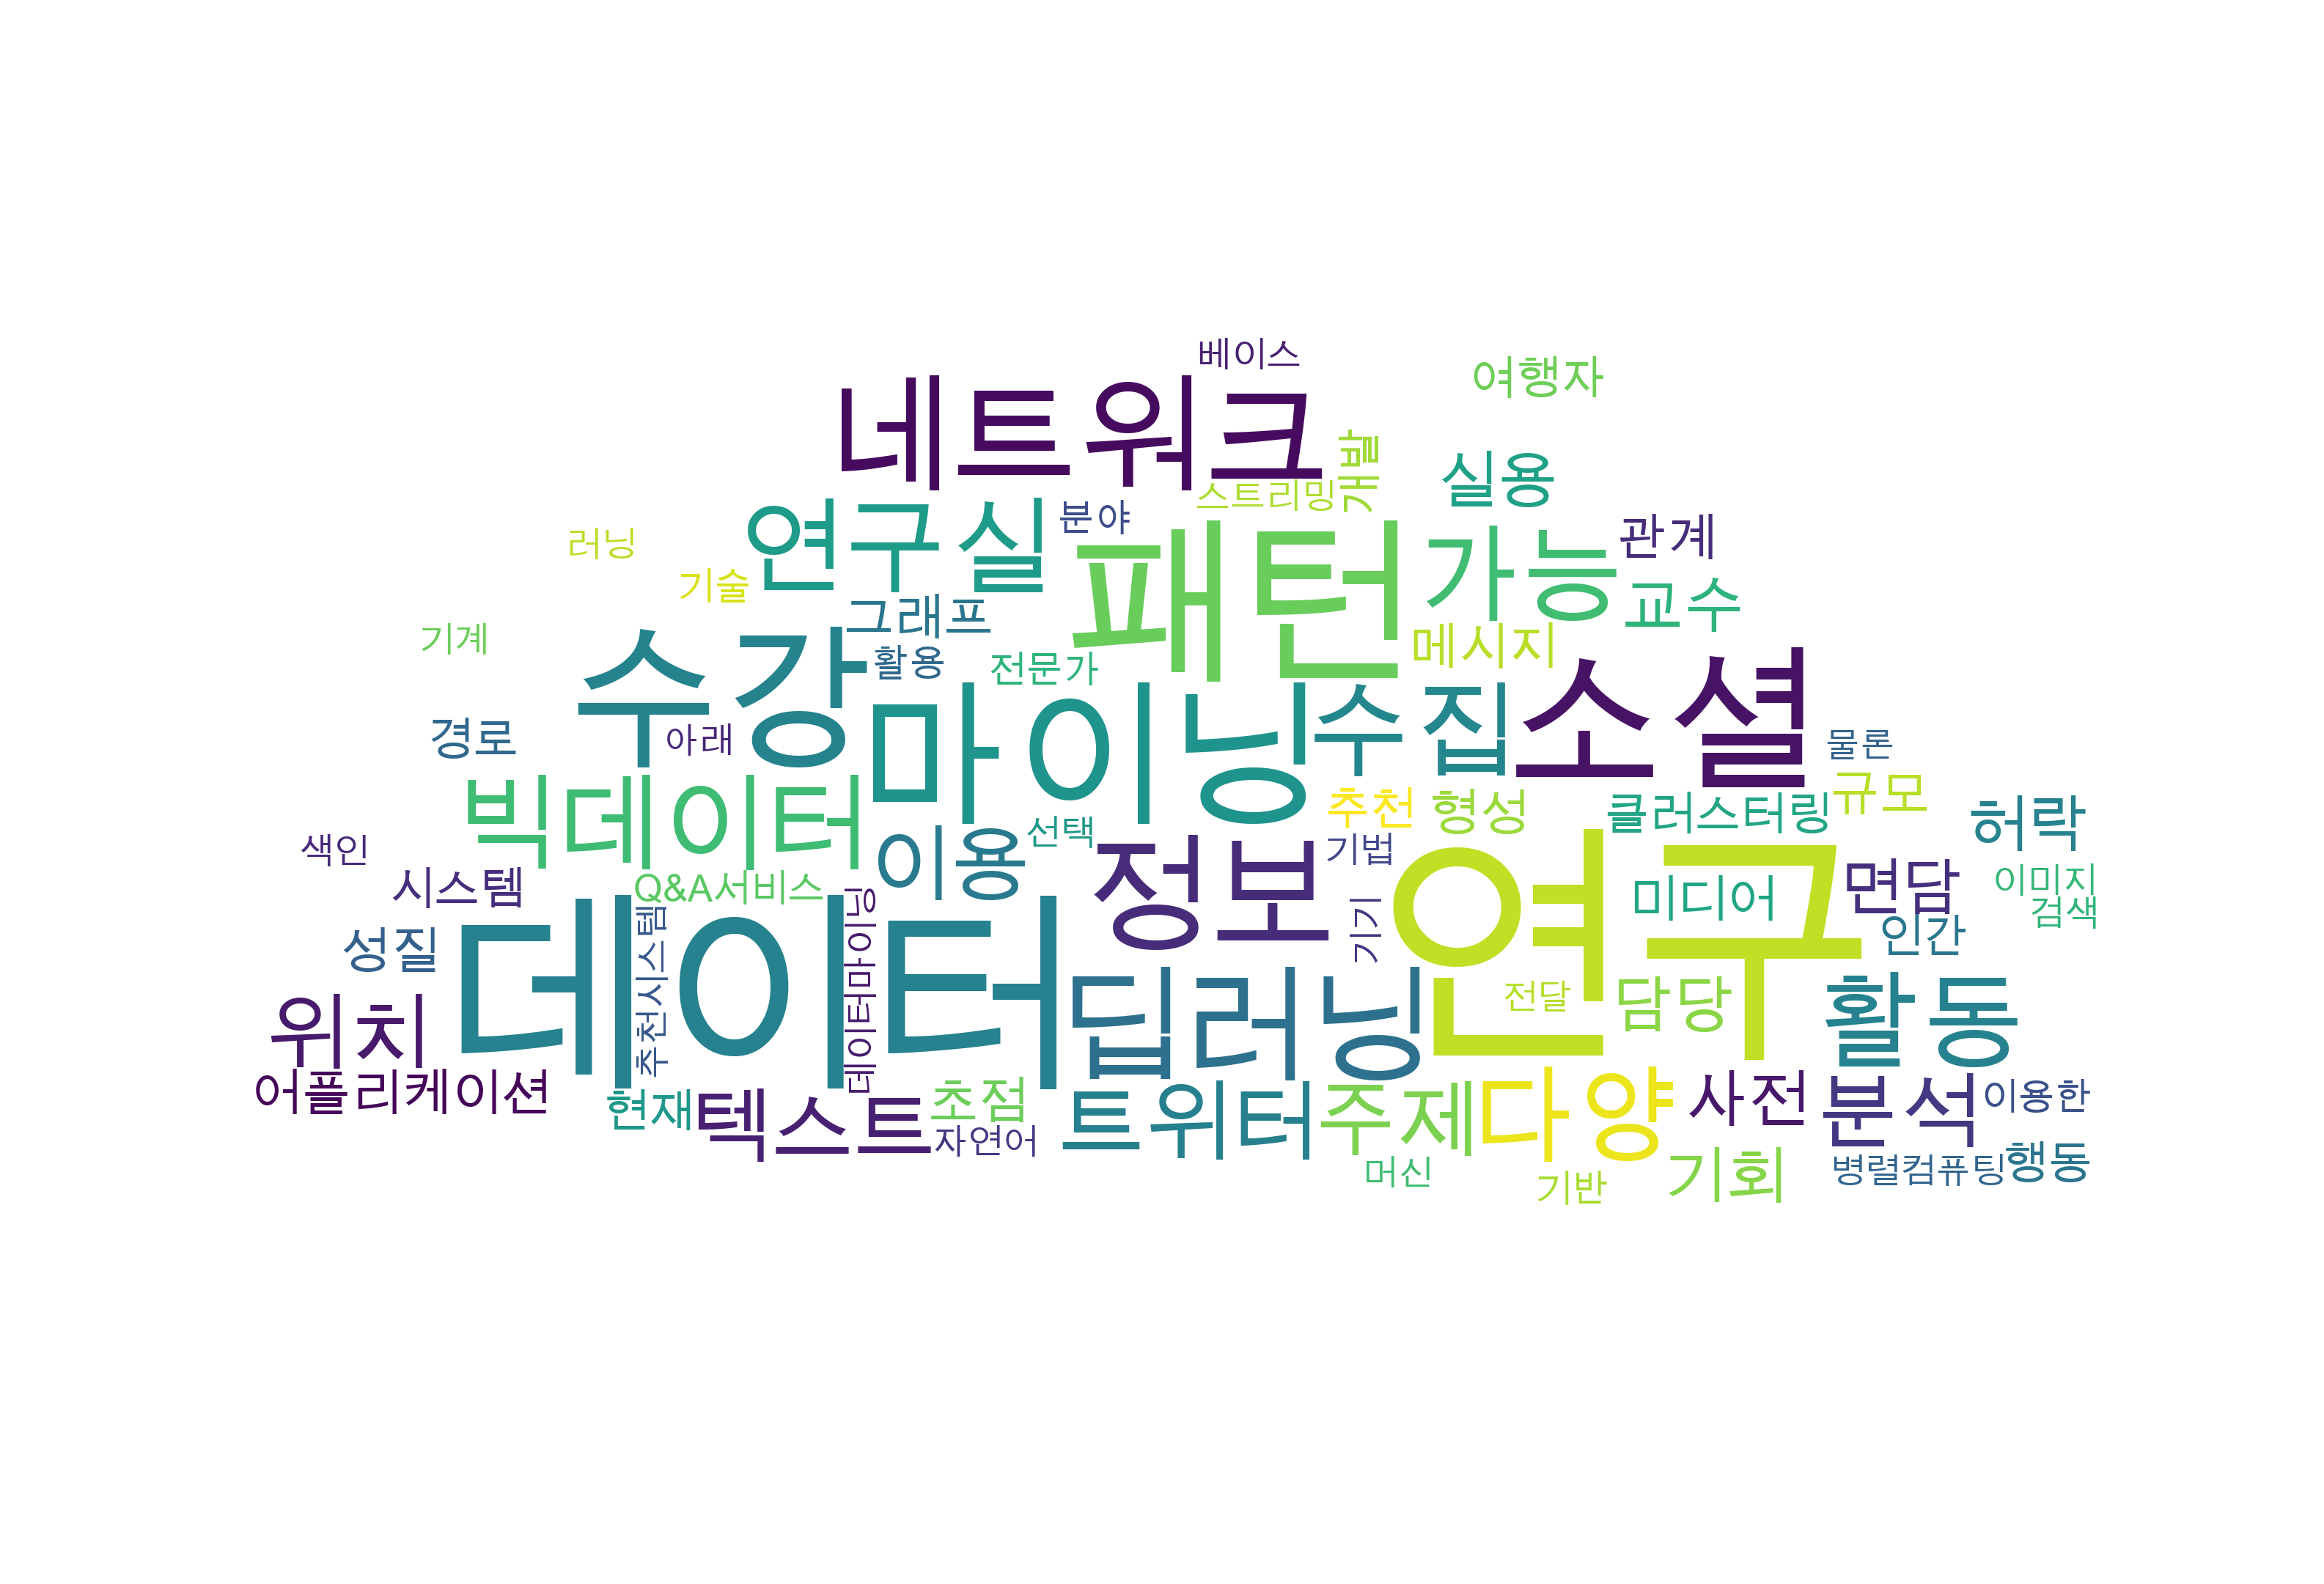 베이스
여행자
네트워크
개발
실용
스트리밍
연구실
분야
관계
러닝
패턴
가능
기술
교수
그래프
기계
수강
메시지
활용
전문가
소셜
마이닝
수집
경로
아래
물론
빅데이터
규모
추천
형성
클러스터링
허락
이용
선택
색인
정보
기법
연구
시스템
Q&A서비스
미디어
면담
이미지
검색
성질
데이터
추천시스템
데이터마이닝
기기
인간
위치
딥러닝
전달
담당
활동
어플리케이션
현재
텍스트
초점
트위터
주제
다양
사전
분석
이용한
자연어
머신
기반
기회
병렬컴퓨팅
행동